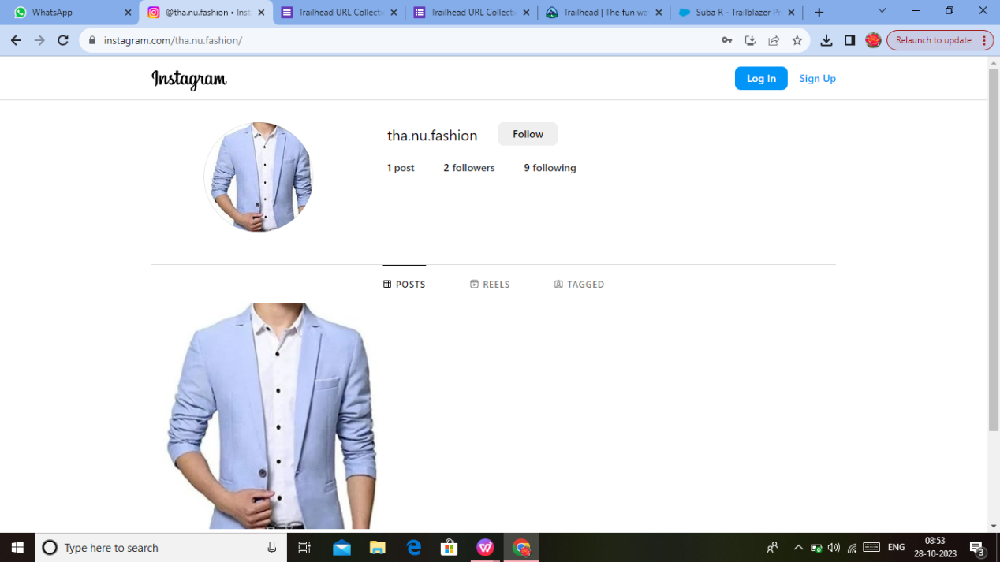 WhatsApp
@tha.nu.fashion • Inst
Trailhead URL Collecti
Trailhead URL Collecti
Trailhead | The fun wa
Suba R - Trailblazer Pr
instagram.com/tha.nu.fashion/
Relaunch to update
Instagram
Log In
Sign Up
tha.nu.fashion
Follow
1 post
2 followers
9 following
POSTS
REELS
TAGGED
Type here to search
ENG
08:53
28-10-2023
3